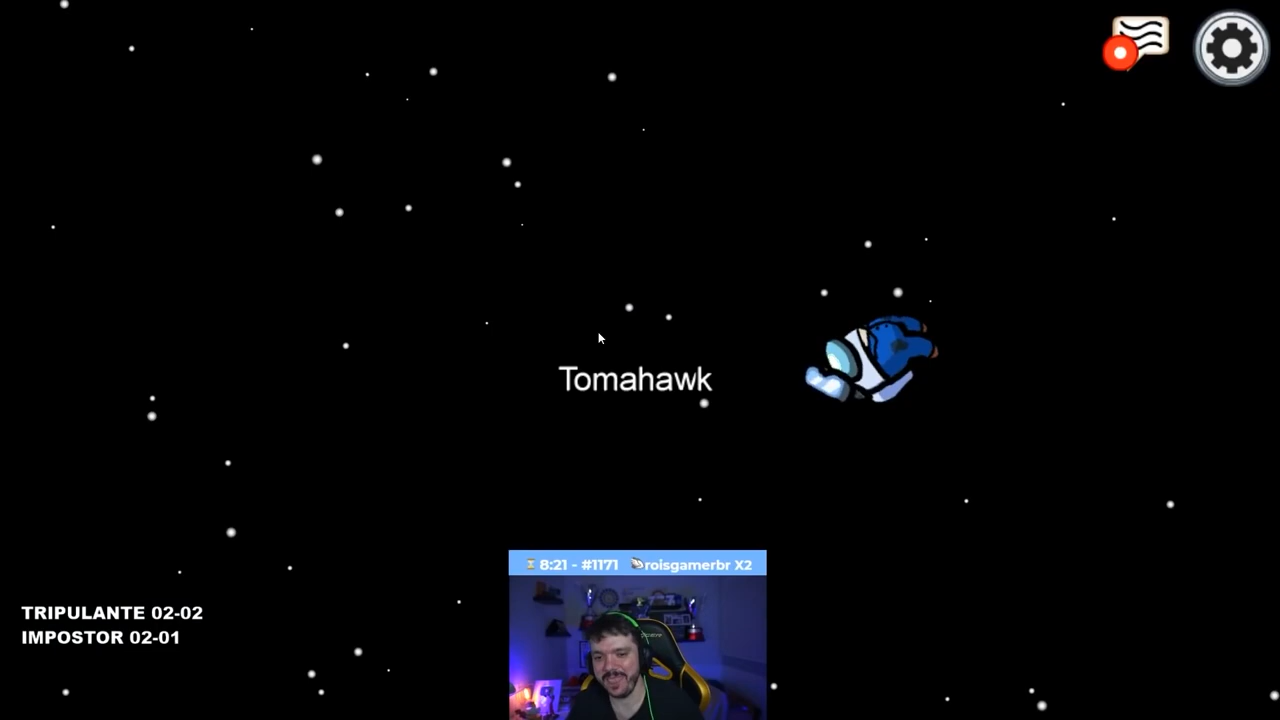 Tomahawk
8:21 - #1171 roisgamerbr X2
TRIPULANTE 02-02
IMPOSTOR 02-01